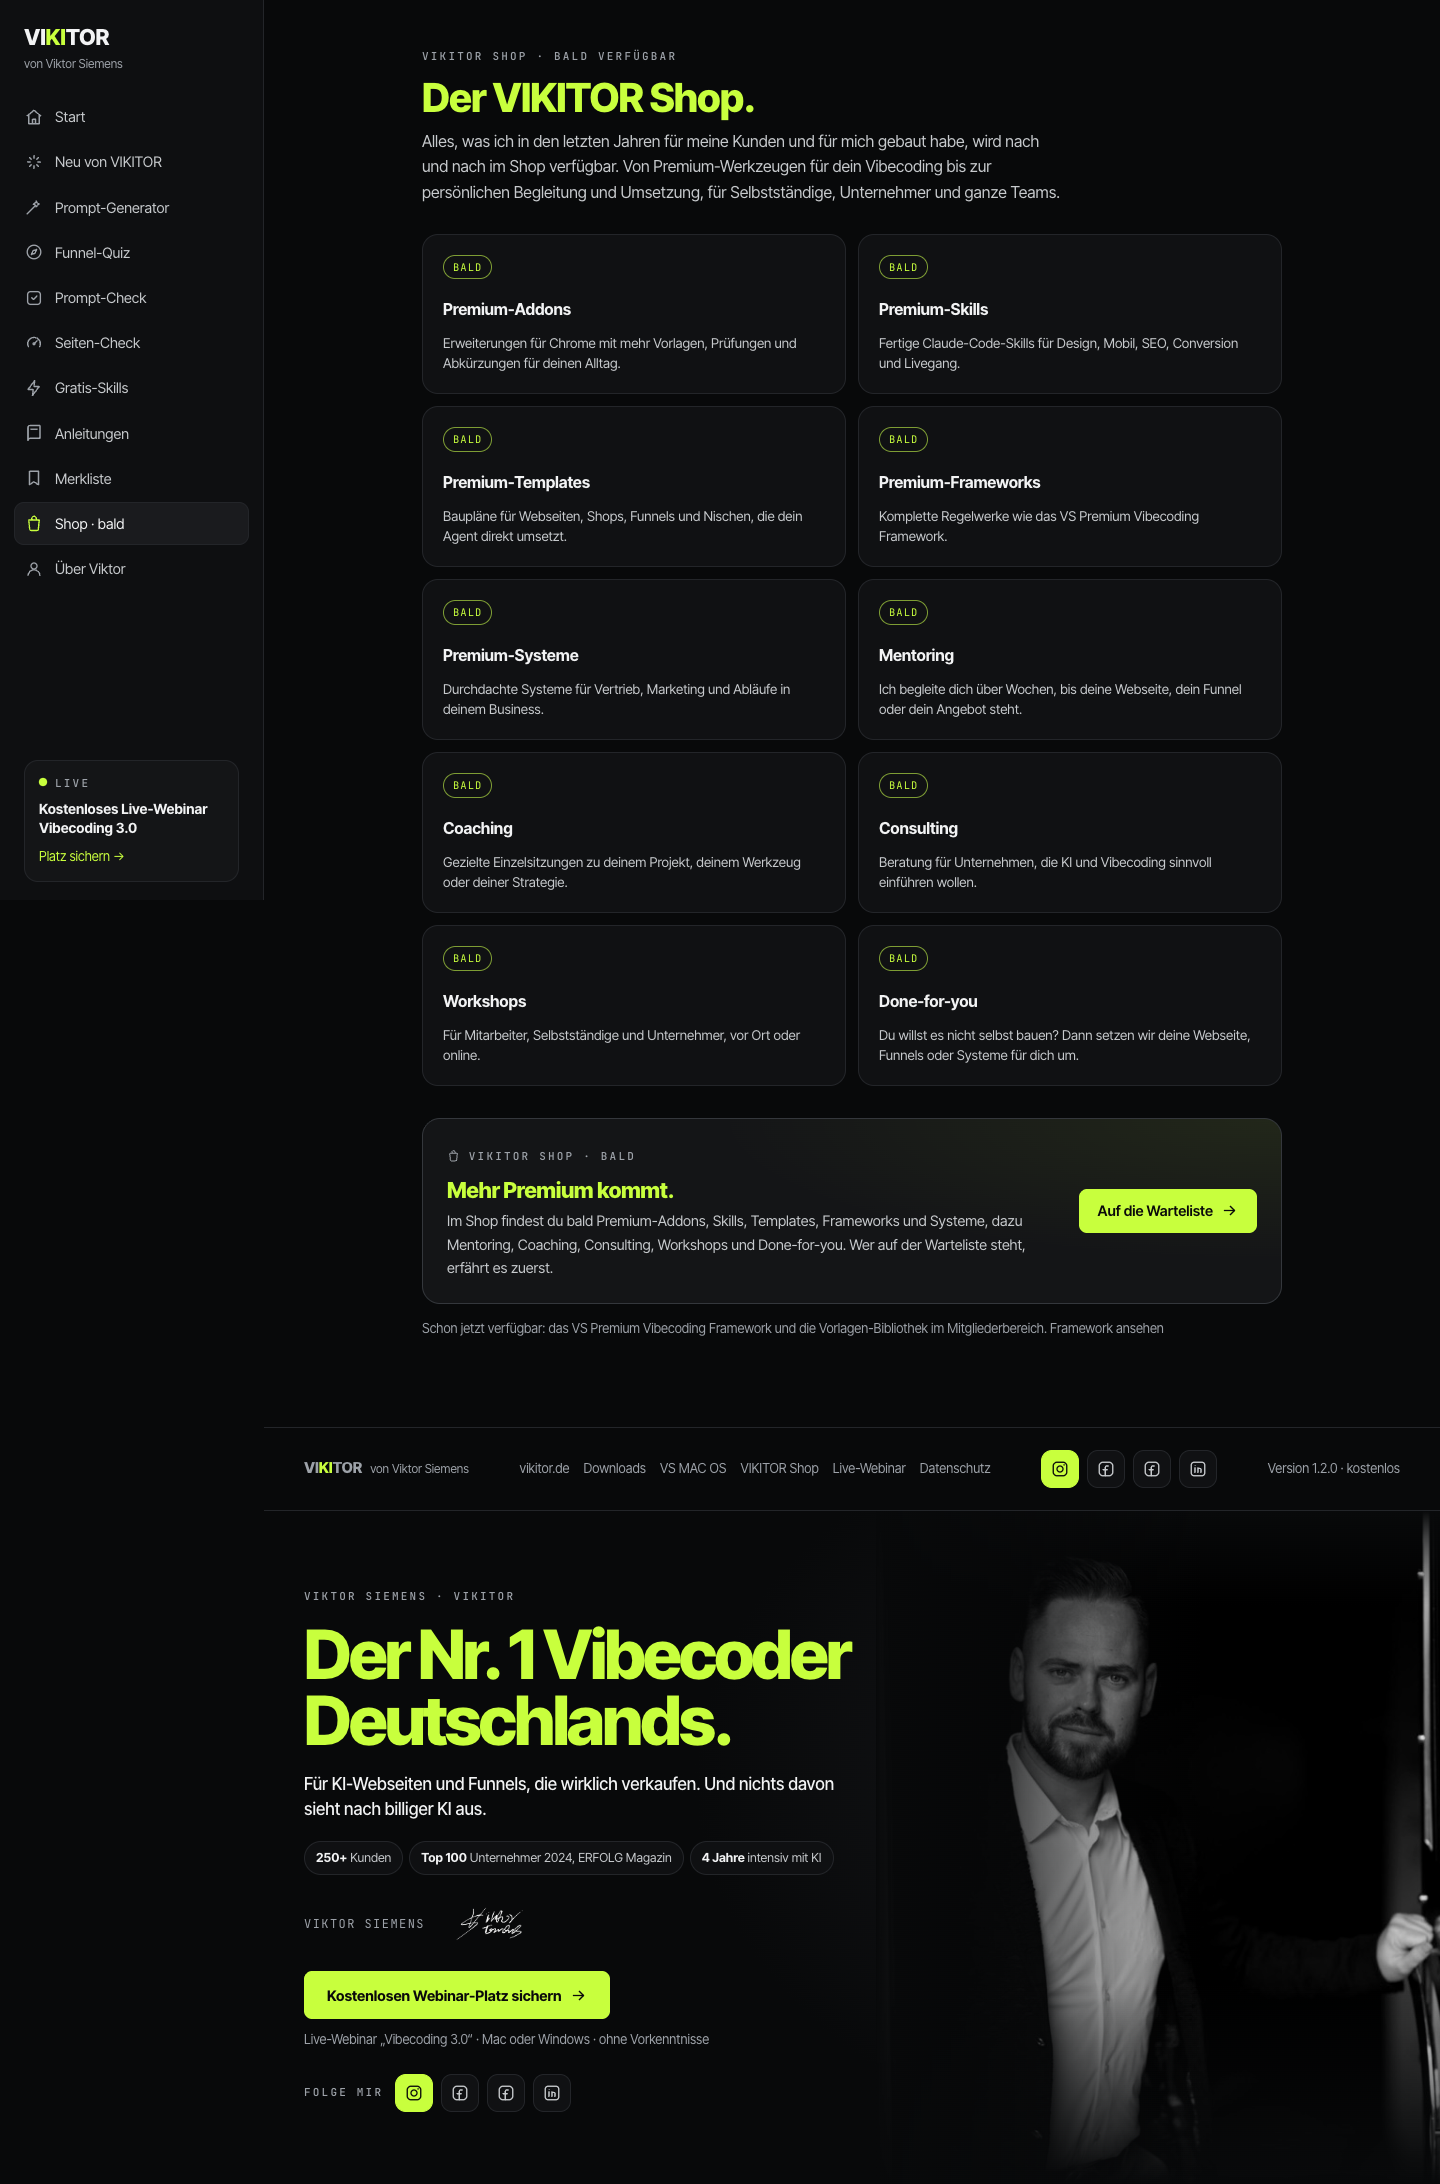 VIKITOR
von Viktor Siemens
Start
Neu von VIKITOR
Prompt-Generator
Funnel-Quiz
Prompt-Check
Seiten-Check
Gratis-Skills
Anleitungen
Merkliste
Shop · bald
Über Viktor
LIVE
Kostenloses Live-Webinar
Vibecoding 3.0
Platz sichern →
VIKITOR SHOP · BALD VERFÜGBAR
Der VIKITOR Shop.
Alles, was ich in den letzten Jahren für meine Kunden und für mich gebaut habe, wird nach
und nach im Shop verfügbar. Von Premium-Werkzeugen für dein Vibecoding bis zur
persönlichen Begleitung und Umsetzung, für Selbstständige, Unternehmer und ganze Teams.
BALD
Premium-Addons
Erweiterungen für Chrome mit mehr Vorlagen, Prüfungen und
Abkürzungen für deinen Alltag.
BALD
Premium-Skills
Fertige Claude-Code-Skills für Design, Mobil, SEO, Conversion
und Livegang.
BALD
Premium-Templates
Baupläne für Webseiten, Shops, Funnels und Nischen, die dein
Agent direkt umsetzt.
BALD
Premium-Frameworks
Komplette Regelwerke wie das VS Premium Vibecoding
Framework.
BALD
Premium-Systeme
Durchdachte Systeme für Vertrieb, Marketing und Abläufe in
deinem Business.
BALD
Mentoring
Ich begleite dich über Wochen, bis deine Webseite, dein Funnel
oder dein Angebot steht.
BALD
Coaching
Gezielte Einzelsitzungen zu deinem Projekt, deinem Werkzeug
oder deiner Strategie.
BALD
Consulting
Beratung für Unternehmen, die KI und Vibecoding sinnvoll
einführen wollen.
BALD
Workshops
Für Mitarbeiter, Selbstständige und Unternehmer, vor Ort oder
online.
BALD
Done-for-you
Du willst es nicht selbst bauen? Dann setzen wir deine Webseite,
Funnels oder Systeme für dich um.
VIKITOR SHOP · BALD
Mehr Premium kommt.
Im Shop findest du bald Premium-Addons, Skills, Templates, Frameworks und Systeme, dazu
Mentoring, Coaching, Consulting, Workshops und Done-for-you. Wer auf der Warteliste steht,
erfährt es zuerst.
Auf die Warteliste →
Schon jetzt verfügbar: das VS Premium Vibecoding Framework und die Vorlagen-Bibliothek im Mitgliederbereich. Framework ansehen
VIKITOR von Viktor Siemens
vikitor.de Downloads VS MAC OS VIKITOR Shop Live-Webinar Datenschutz
Version 1.2.0 · kostenlos
VIKTOR SIEMENS · VIKITOR
Der Nr. 1 Vibecoder
Deutschlands.
Für KI-Webseiten und Funnels, die wirklich verkaufen. Und nichts davon
sieht nach billiger KI aus.
250+ Kunden
Top 100 Unternehmer 2024, ERFOLG Magazin
4 Jahre intensiv mit KI
VIKTOR SIEMENS
Kostenlosen Webinar-Platz sichern →
Live-Webinar „Vibecoding 3.0“ · Mac oder Windows · ohne Vorkenntnisse
FOLGE MIR